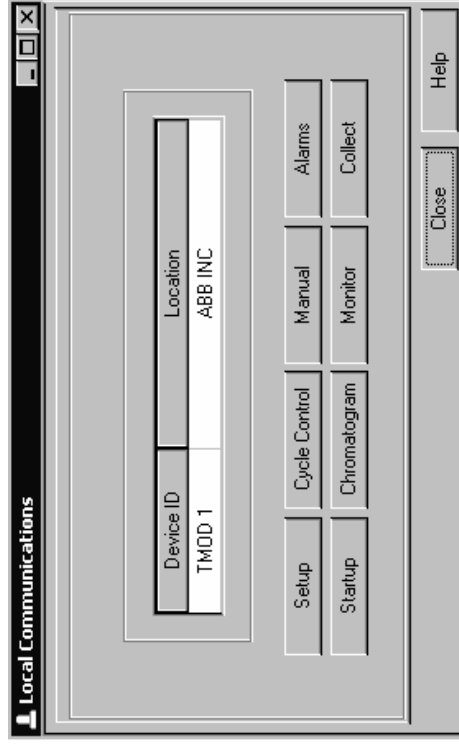 Local Communications
Device ID Location
TMOD 1 ABB INC
Setup Cycle Control Manual Alarms
Startup Chromatogram Monitor Collect
Close Help